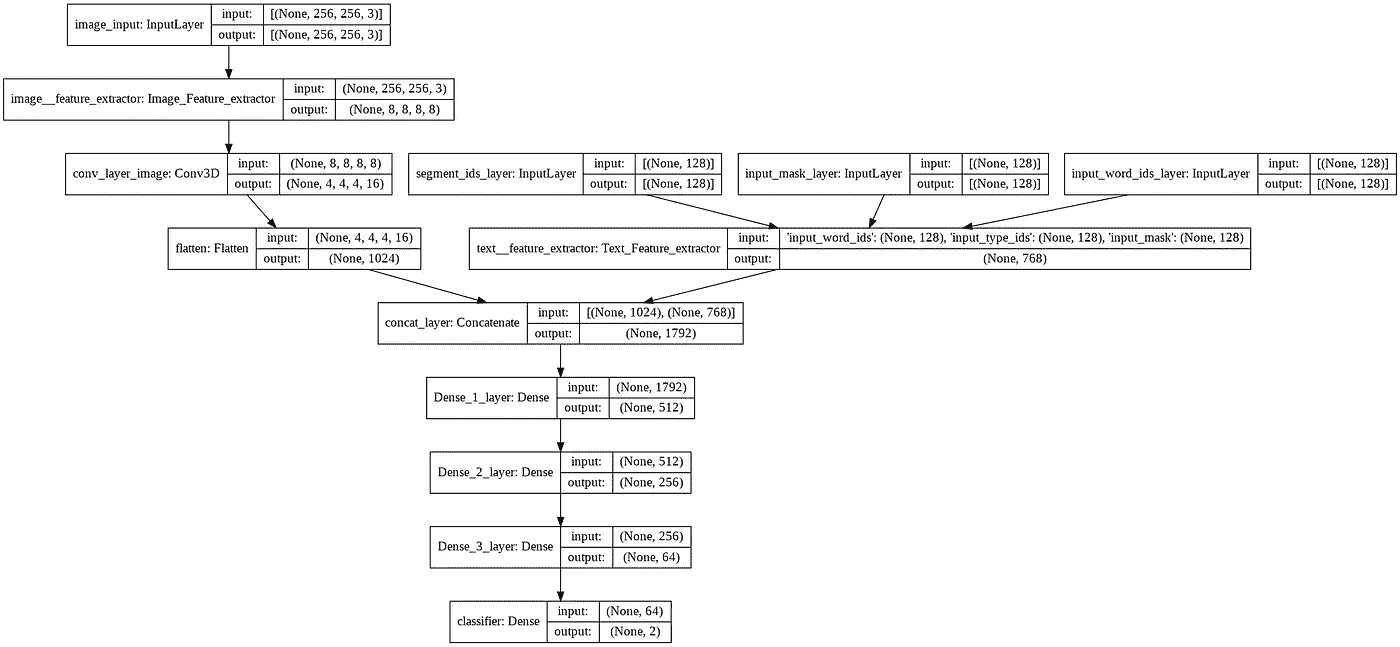 image_input: InputLayer
input:
[(None, 256, 256, 3)]
output:
[(None, 256, 256, 3)]
image__feature_extractor: Image_Feature_extractor
input:
(None, 256, 256, 3)
output:
(None, 8, 8, 8, 8)
conv_layer_image: Conv3D
input:
(None, 8, 8, 8, 8)
output:
(None, 4, 4, 4, 16)
segment_ids_layer: InputLayer
input:
[(None, 128)]
output:
[(None, 128)]
input_mask_layer: InputLayer
input:
[(None, 128)]
output:
[(None, 128)]
input_word_ids_layer: InputLayer
input:
[(None, 128)]
output:
[(None, 128)]
flatten: Flatten
input:
(None, 4, 4, 4, 16)
output:
(None, 1024)
text__feature_extractor: Text_Feature_extractor
input:
'input_word_ids': (None, 128), 'input_type_ids': (None, 128), 'input_mask': (None, 128)
output:
(None, 768)
concat_layer: Concatenate
input:
[(None, 1024), (None, 768)]
output:
(None, 1792)
Dense_1_layer: Dense
input:
(None, 1792)
output:
(None, 512)
Dense_2_layer: Dense
input:
(None, 512)
output:
(None, 256)
Dense_3_layer: Dense
input:
(None, 256)
output:
(None, 64)
classifier: Dense
input:
(None, 64)
output:
(None, 2)